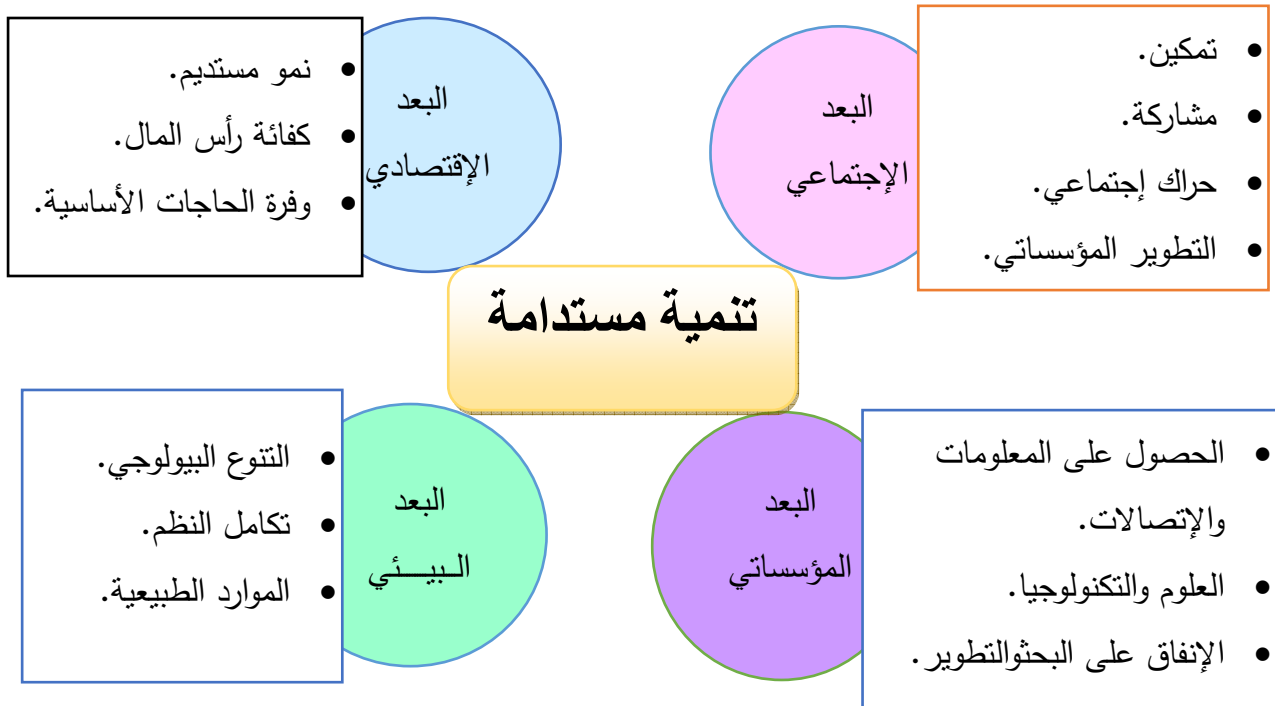 تمكين.
مشاركة.
حراك إجتماعي.
التطوير المؤسساتي.
البعد
الإجتماعي
البعد
الإقتصادي
نمو مستديم.
كفائة رأس المال.
وفرة الحاجات الأساسية.
تنمية مستدامة
الحصول على المعلومات
والإتصالات.
العلوم والتكنولوجيا.
الإنفاق على البحثوالتطوير.
البعد
المؤسساتي
البعد
الـبيـــئي
التنوع البيولوجي.
تكامل النظم.
الموارد الطبيعية.